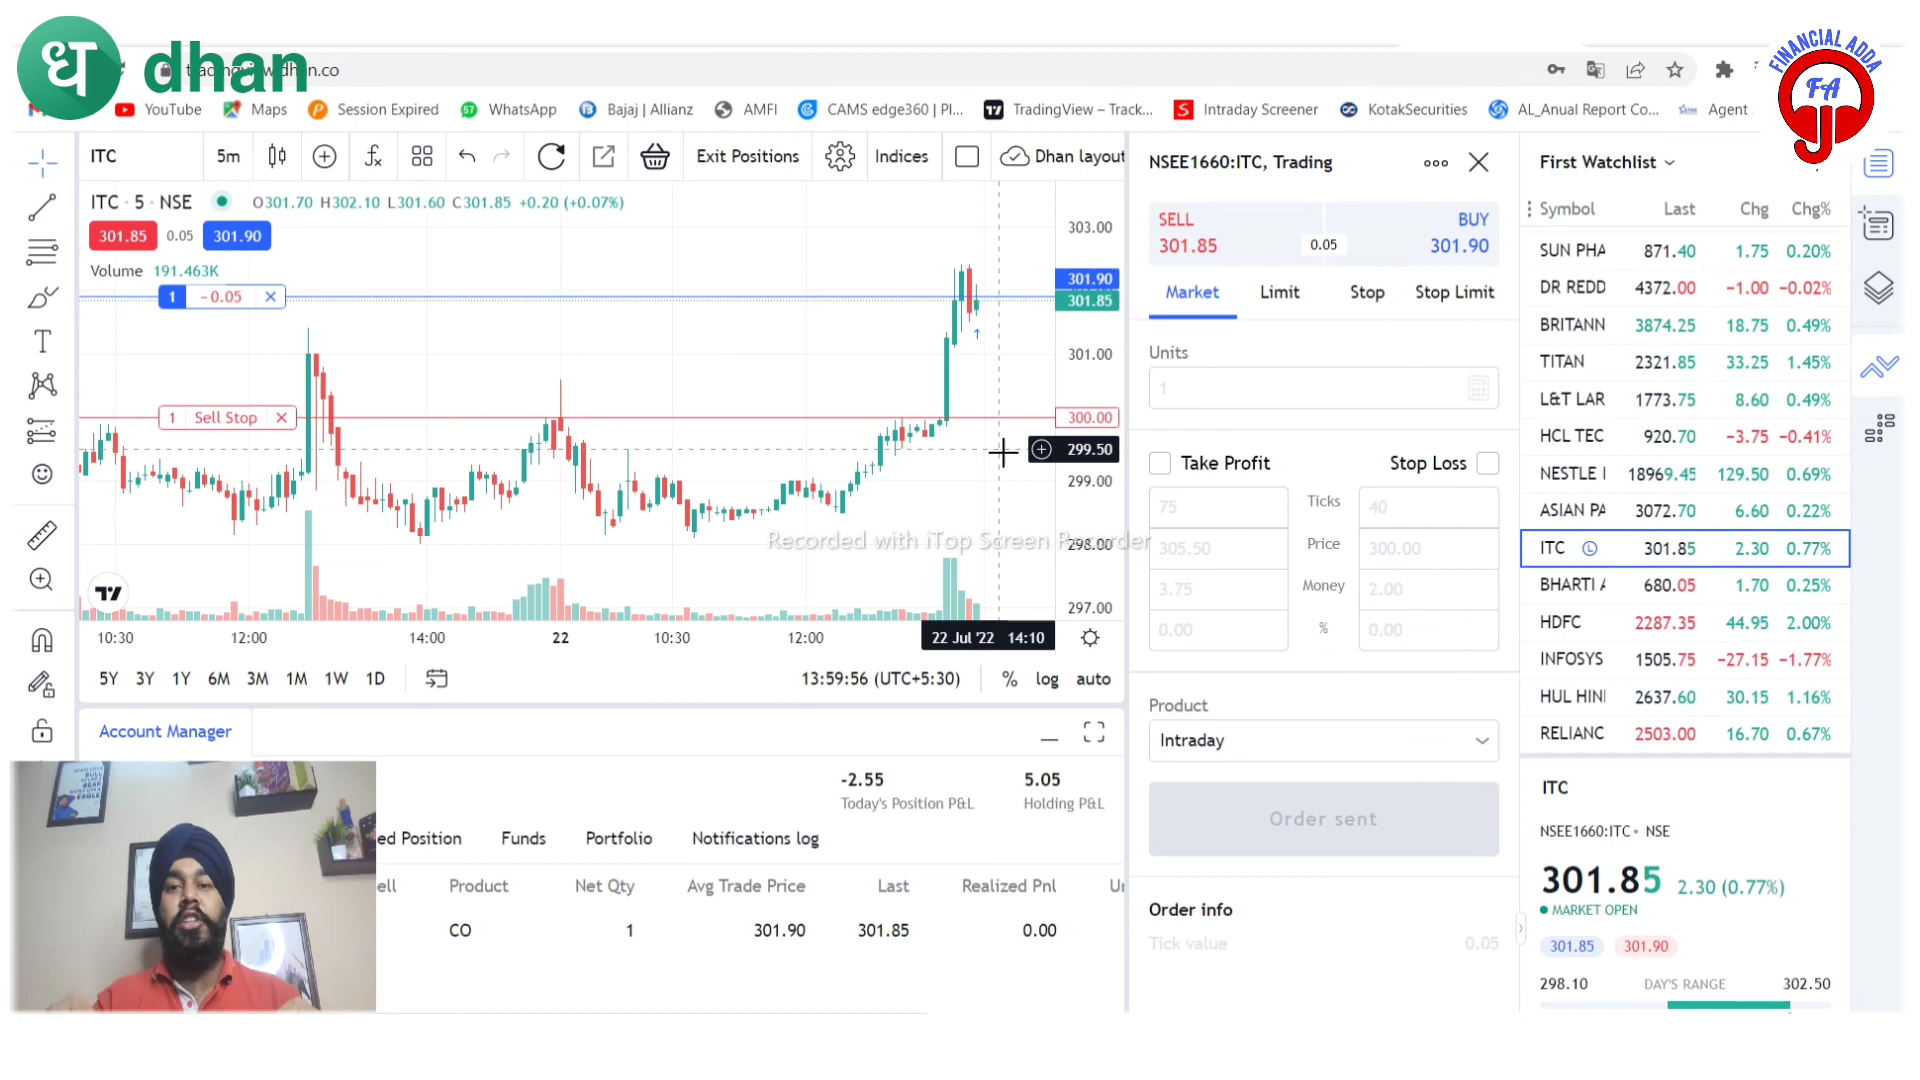 ध dhan
tradingview.dhan.co
FINANCIAL ADDA
FA
YouTube Maps Session Expired WhatsApp Bajaj | Allianz AMFI CAMS edge360 | Pl... TradingView – Track... Intraday Screener KotakSecurities AL_Anual Report Co... Agent
ITC 5m Exit Positions Indices Dhan layout
ITC · 5 · NSE O301.70 H302.10 L301.60 C301.85 +0.20 (+0.07%)
301.85 0.05 301.90
Volume 191.463K
1 −0.05
1 Sell Stop
303.00
301.90
301.85
301.00
300.00
299.50
299.00
298.00
297.00
Recorded with iTop Screen Recorder
10:30 12:00 14:00 22 10:30 12:00 22 Jul '22 14:10
5Y 3Y 1Y 6M 3M 1M 1W 1D 13:59:56 (UTC+5:30) % log auto
Account Manager
-2.55 5.05
Today's Position P&L Holding P&L
ed Position Funds Portfolio Notifications log
ell Product Net Qty Avg Trade Price Last Realized Pnl
CO 1 301.90 301.85 0.00
NSEE1660:ITC, Trading
SELL BUY
301.85 0.05 301.90
Market Limit Stop Stop Limit
Units
1
Take Profit Stop Loss
75 Ticks 40
305.50 Price 300.00
3.75 Money 2.00
0.00 % 0.00
Product
Intraday
Order sent
Order info
Tick value 0.05
First Watchlist
Symbol Last Chg Chg%
SUN PHA 871.40 1.75 0.20%
DR REDD 4372.00 −1.00 −0.02%
BRITANN 3874.25 18.75 0.49%
TITAN 2321.85 33.25 1.45%
L&T LAR 1773.75 8.60 0.49%
HCL TEC 920.70 −3.75 −0.41%
NESTLE I 18969.45 129.50 0.69%
ASIAN PA 3072.70 6.60 0.22%
ITC L 301.85 2.30 0.77%
BHARTI A 680.05 1.70 0.25%
HDFC 2287.35 44.95 2.00%
INFOSYS 1505.75 −27.15 −1.77%
HUL HIN 2637.60 30.15 1.16%
RELIANC 2503.00 16.70 0.67%
ITC
NSEE1660:ITC • NSE
301.85 2.30 (0.77%)
MARKET OPEN
301.85 301.90
298.10 DAY'S RANGE 302.50